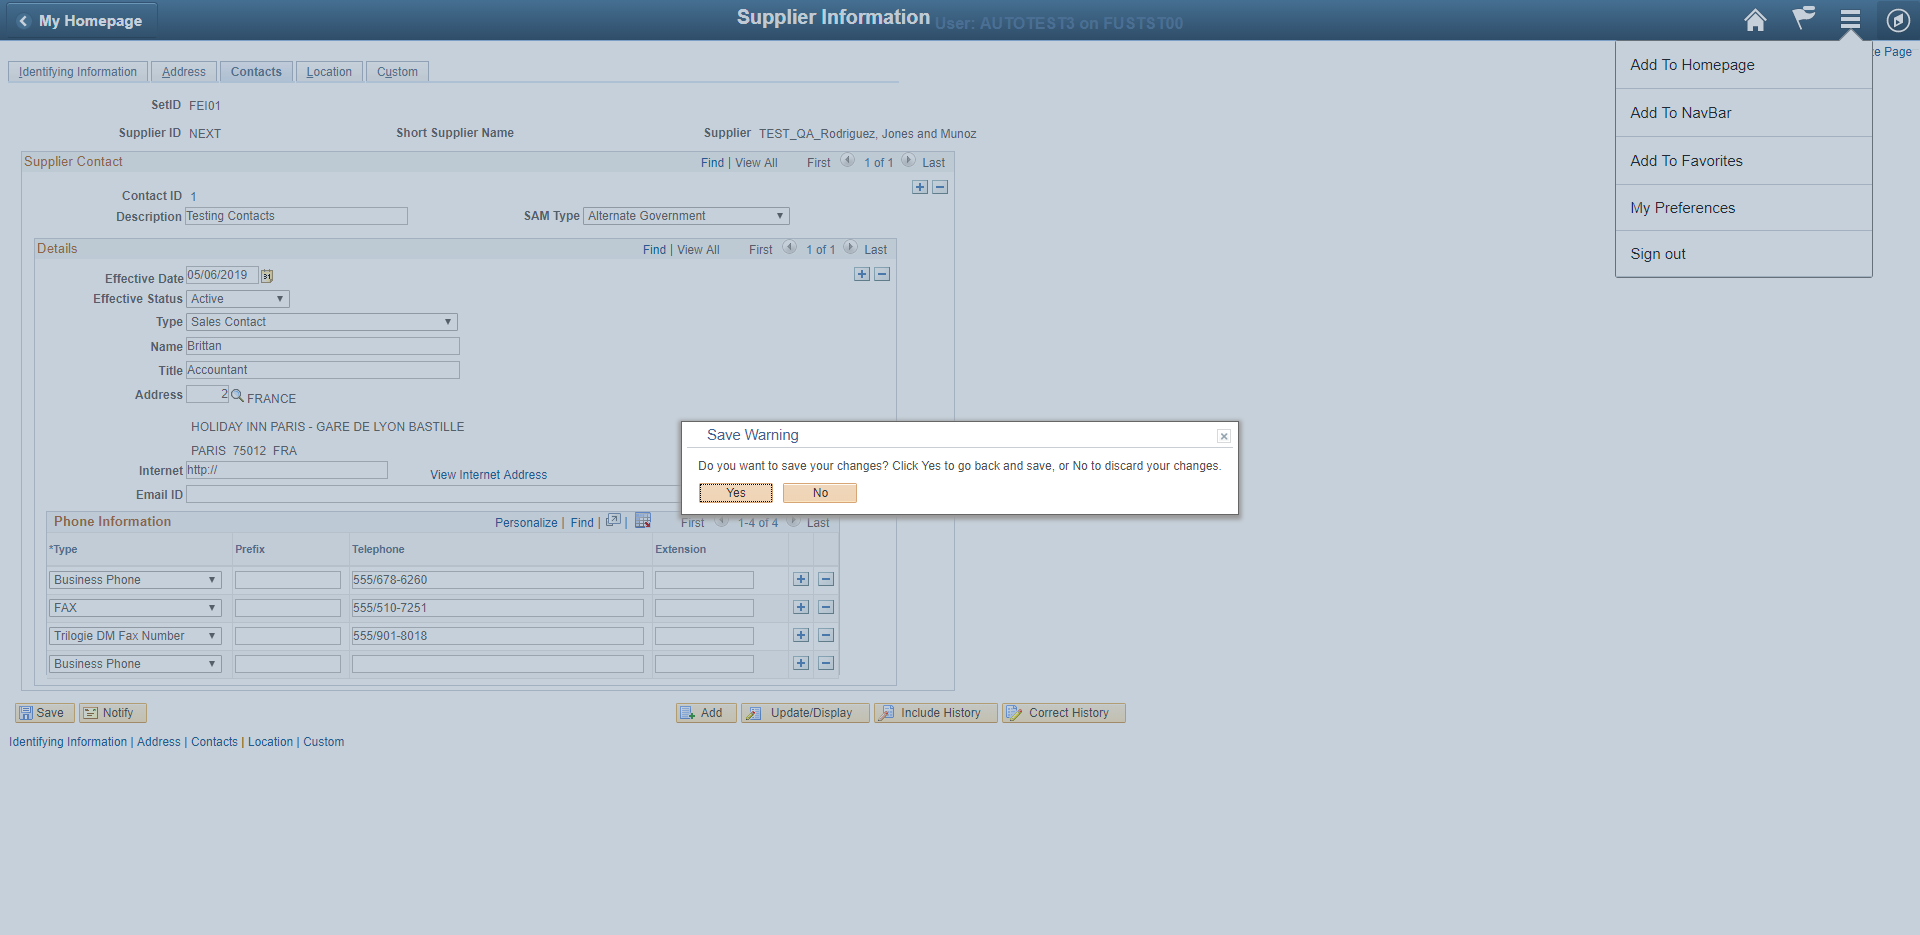 My Homepage
Supplier Information
User: AUTOTEST3 on FUSTST00
e Page
Add To Homepage
Add To NavBar
Add To Favorites
My Preferences
Sign out
Identifying Information Address Contacts Location Custom
SetID FEI01
Supplier ID NEXT Short Supplier Name Supplier TEST_QA_Rodriguez, Jones and Munoz
Supplier Contact Find | View All First 1 of 1 Last
Contact ID 1
Description Testing Contacts SAM Type Alternate Government
Details Find | View All First 1 of 1 Last
Effective Date 05/06/2019 31
Effective Status Active
Type Sales Contact
Name Brittan
Title Accountant
Address 2 FRANCE
HOLIDAY INN PARIS - GARE DE LYON BASTILLE
PARIS 75012 FRA
Internet http:// View Internet Address
Email ID
Save Warning
Do you want to save your changes? Click Yes to go back and save, or No to discard your changes.
Yes No
Phone Information Personalize | Find | | First 1-4 of 4 Last
*Type Prefix Telephone Extension
Business Phone 555/678-6260
FAX 555/510-7251
Trilogie DM Fax Number 555/901-8018
Business Phone
Save Notify Add Update/Display Include History Correct History
Identifying Information | Address | Contacts | Location | Custom